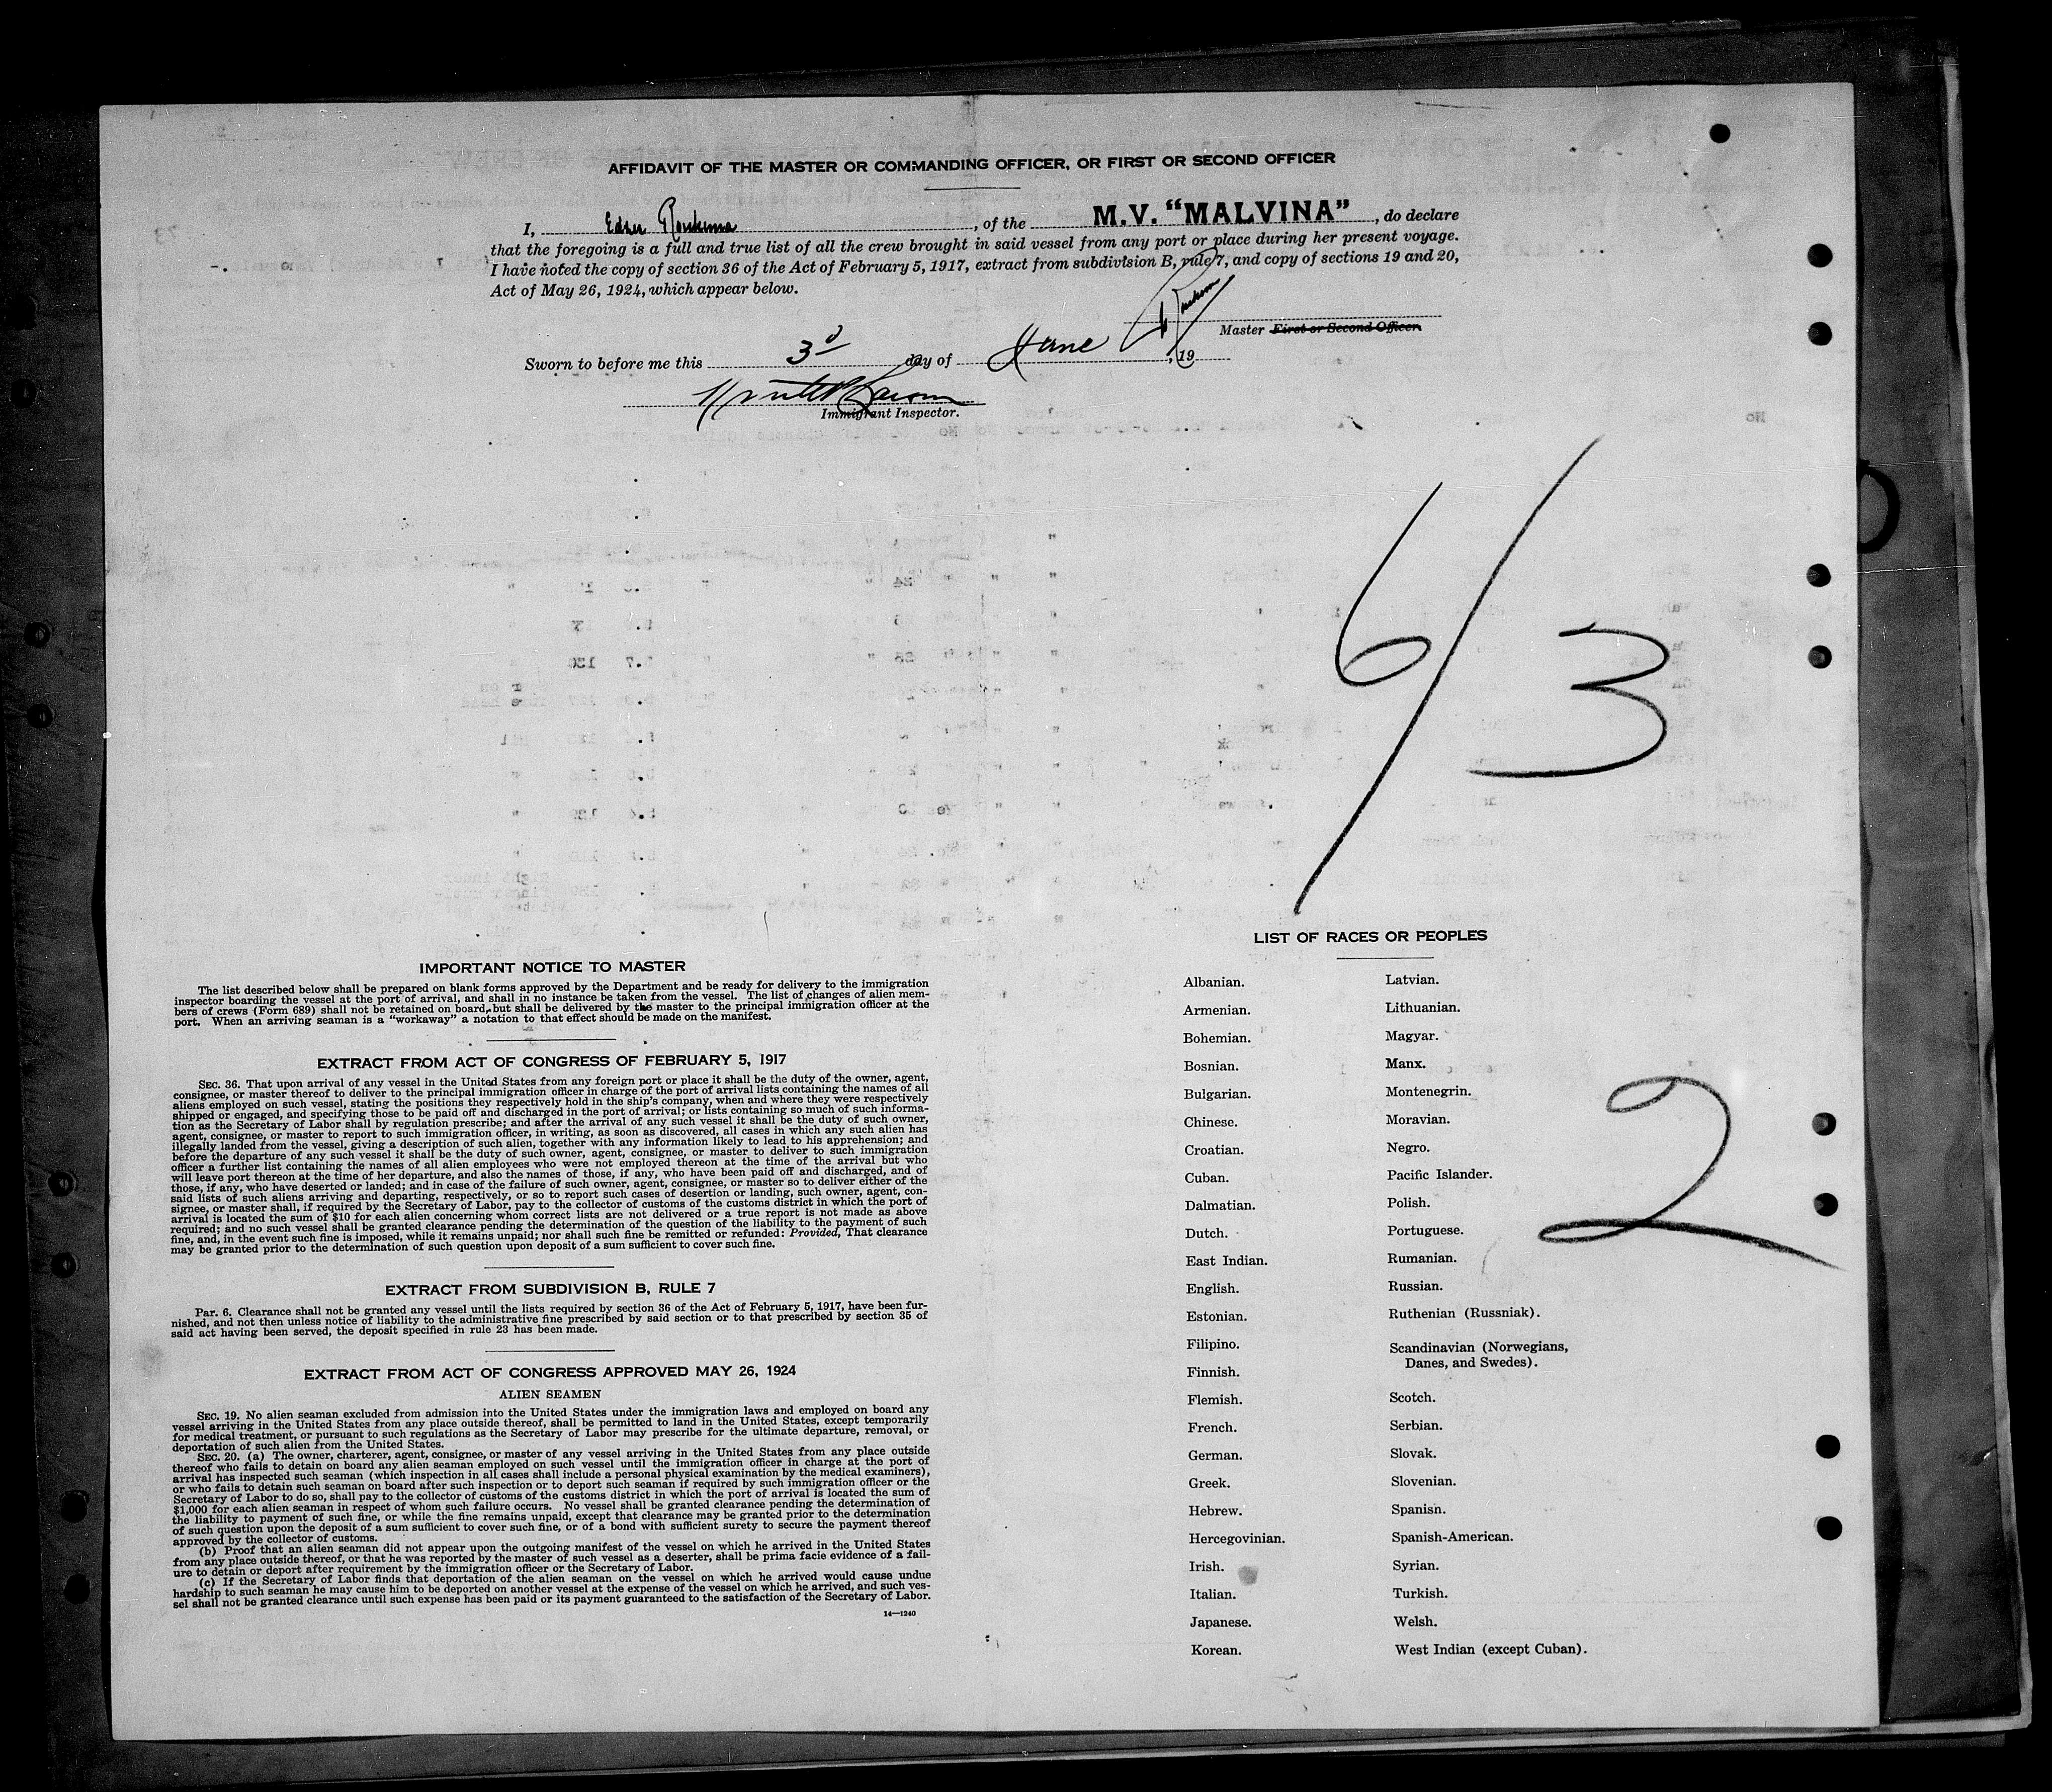 AFFIDAVIT OF THE MASTER OR COMMANDING OFFICER, OR FIRST OR SECOND OFFICER
I, , of the M.V. "MALVINA", do declare
that the foregoing is a full and true list of all the crew brought in said vessel from any port or place during her present voyage.
I have noted the copy of section 36 of the Act of February 5, 1917, extract from subdivision B, rule 7, and copy of sections 19 and 20,
Act of May 26, 1924, which appear below.
Master First or Second Officer.
Sworn to before me this 3d day of June, 19
Immigrant Inspector.
6/3
IMPORTANT NOTICE TO MASTER
The list described below shall be prepared on blank forms approved by the Department and be ready for delivery to the immigration
inspector boarding the vessel at the port of arrival, and shall in no instance be taken from the vessel. The list of changes of alien mem-
bers of crews (Form 689) shall not be retained on board, but shall be delivered by the master to the principal immigration officer at the
port. When an arriving seaman is a "workaway" a notation to that effect should be made on the manifest.
EXTRACT FROM ACT OF CONGRESS OF FEBRUARY 5, 1917
SEC. 36. That upon arrival of any vessel in the United States from any foreign port or place it shall be the duty of the owner, agent,
consignee, or master thereof to deliver to the principal immigration officer in charge of the port of arrival lists containing the names of all
aliens employed on such vessel, stating the positions they respectively hold in the ship's company, when and where they were respectively
shipped or engaged, and specifying those to be paid off and discharged in the port of arrival; or lists containing so much of such informa-
tion as the Secretary of Labor shall by regulation prescribe; and after the arrival of any such vessel it shall be the duty of such owner,
agent, consignee, or master to report to such immigration officer, in writing, as soon as discovered, all cases in which any such alien has
illegally landed from the vessel, giving a description of such alien, together with any information likely to lead to his apprehension; and
before the departure of any such vessel it shall be the duty of such owner, agent, consignee, or master to deliver to such immigration
officer a further list containing the names of all alien employees who were not employed thereon at the time of the arrival but who
will leave port thereon at the time of her departure, and also the names of those, if any, who have been paid off and discharged, and of
those, if any, who have deserted or landed; and in case of the failure of such owner, agent, consignee, or master so to deliver either of the
said lists of such aliens arriving and departing, respectively, or so to report such cases of desertion or landing, such owner, agent, con-
signee, or master shall, if required by the Secretary of Labor, pay to the collector of customs of the customs district in which the port of
arrival is located the sum of $10 for each alien concerning whom correct lists are not delivered or a true report is not made as above
required; and no such vessel shall be granted clearance pending the determination of the question of the liability to the payment of such
fine, and, in the event such fine is imposed, while it remains unpaid; nor shall such fine be remitted or refunded: Provided, That clearance
may be granted prior to the determination of such question upon deposit of a sum sufficient to cover such fine.
EXTRACT FROM SUBDIVISION B, RULE 7
Par. 6. Clearance shall not be granted any vessel until the lists required by section 36 of the Act of February 5, 1917, have been fur-
nished, and not then unless notice of liability to the administrative fine prescribed by said section or to that prescribed by section 35 of
said act having been served, the deposit specified in rule 23 has been made.
EXTRACT FROM ACT OF CONGRESS APPROVED MAY 26, 1924
ALIEN SEAMEN
SEC. 19. No alien seaman excluded from admission into the United States under the immigration laws and employed on board any
vessel arriving in the United States from any place outside thereof, shall be permitted to land in the United States, except temporarily
for medical treatment, or pursuant to such regulations as the Secretary of Labor may prescribe for the ultimate departure, removal, or
deportation of such alien from the United States.
SEC. 20. (a) The owner, charterer, agent, consignee, or master of any vessel arriving in the United States from any place outside
thereof who fails to detain on board any alien seaman employed on such vessel until the immigration officer in charge at the port of
arrival has inspected such seaman (which inspection in all cases shall include a personal physical examination by the medical examiners),
or who fails to detain such seaman on board after such inspection or to deport such seaman if required by such immigration officer or the
Secretary of Labor to do so, shall pay to the collector of customs of the customs district in which the port of arrival is located the sum of
$1,000 for each alien seaman in respect of whom such failure occurs. No vessel shall be granted clearance pending the determination of
the liability to payment of such fine, or while the fine remains unpaid, except that clearance may be granted prior to the determination
of such question upon the deposit of a sum sufficient to cover such fine, or of a bond with sufficient surety to secure the payment thereof
approved by the collector of customs.
(b) Proof that an alien seaman did not appear upon the outgoing manifest of the vessel on which he arrived in the United States
from any place outside thereof, or that he was reported by the master of such vessel as a deserter, shall be prima facie evidence of a fail-
ure to detain or deport after requirement by the immigration officer or the Secretary of Labor.
(c) If the Secretary of Labor finds that deportation of the alien seaman on the vessel on which he arrived would cause undue
hardship to such seaman he may cause him to be deported on another vessel at the expense of the vessel on which he arrived, and such ves-
sel shall not be granted clearance until such expense has been paid or its payment guaranteed to the satisfaction of the Secretary of Labor.
14—1240
LIST OF RACES OR PEOPLES
Albanian.
Armenian.
Bohemian.
Bosnian.
Bulgarian.
Chinese.
Croatian.
Cuban.
Dalmatian.
Dutch.
East Indian.
English.
Estonian.
Filipino.
Finnish.
Flemish.
French.
German.
Greek.
Hebrew.
Hercegovinian.
Irish.
Italian.
Japanese.
Korean.
Latvian.
Lithuanian.
Magyar.
Manx.
Montenegrin.
Moravian.
Negro.
Pacific Islander.
Polish.
Portuguese.
Rumanian.
Russian.
Ruthenian (Russniak).
Scandinavian (Norwegians,
Danes, and Swedes).
Scotch.
Serbian.
Slovak.
Slovenian.
Spanish.
Spanish-American.
Syrian.
Turkish.
Welsh.
West Indian (except Cuban).
2